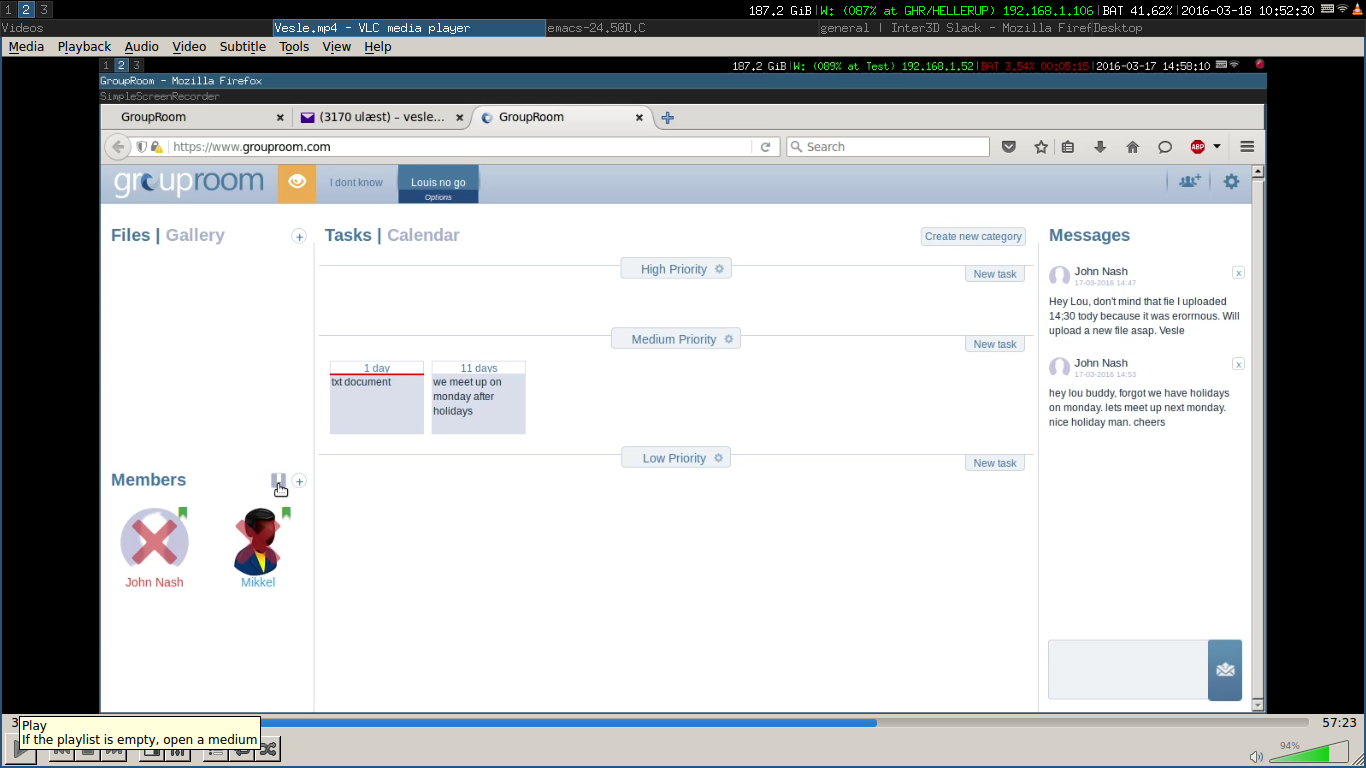 1 2 3
187.2 GiB|W: (087% at GHR/HELLERUP) 192.168.1.106|BAT 41.62%|2016-03-18 10:52:30
Videos
Vesle.mp4 - VLC media player
emacs-24.5@D.C
general | Inter3D Slack - Mozilla Firef
Desktop
Media Playback Audio Video Subtitle Tools View Help
1 2 3
187.2 GiB|W: (089% at Test) 192.168.1.52|BAT 3.54% 00:05:15|2016-03-17 14:58:10
GroupRoom - Mozilla Firefox
SimpleScreenRecorder
GroupRoom
(3170 ulæst) – vesle...
GroupRoom
https://www.grouproom.com
Search
ABP
grouproom
I dont know
Louis no go
Options
Files | Gallery
+
Tasks | Calendar
Create new category
High Priority
New task
Medium Priority
New task
1 day
txt document
11 days
we meet up on
monday after
holidays
Low Priority
New task
Members
+
John Nash
Mikkel
Messages
John Nash
x
17-03-2016 14:47
Hey Lou, don't mind that fie I uploaded
14;30 tody because it was erormous. Will
upload a new file asap. Vesle
John Nash
x
17-03-2016 14:53
hey lou buddy, forgot we have holidays
on monday. lets meet up next monday.
nice holiday man. cheers
3
57:23
Play
If the playlist is empty, open a medium
94%